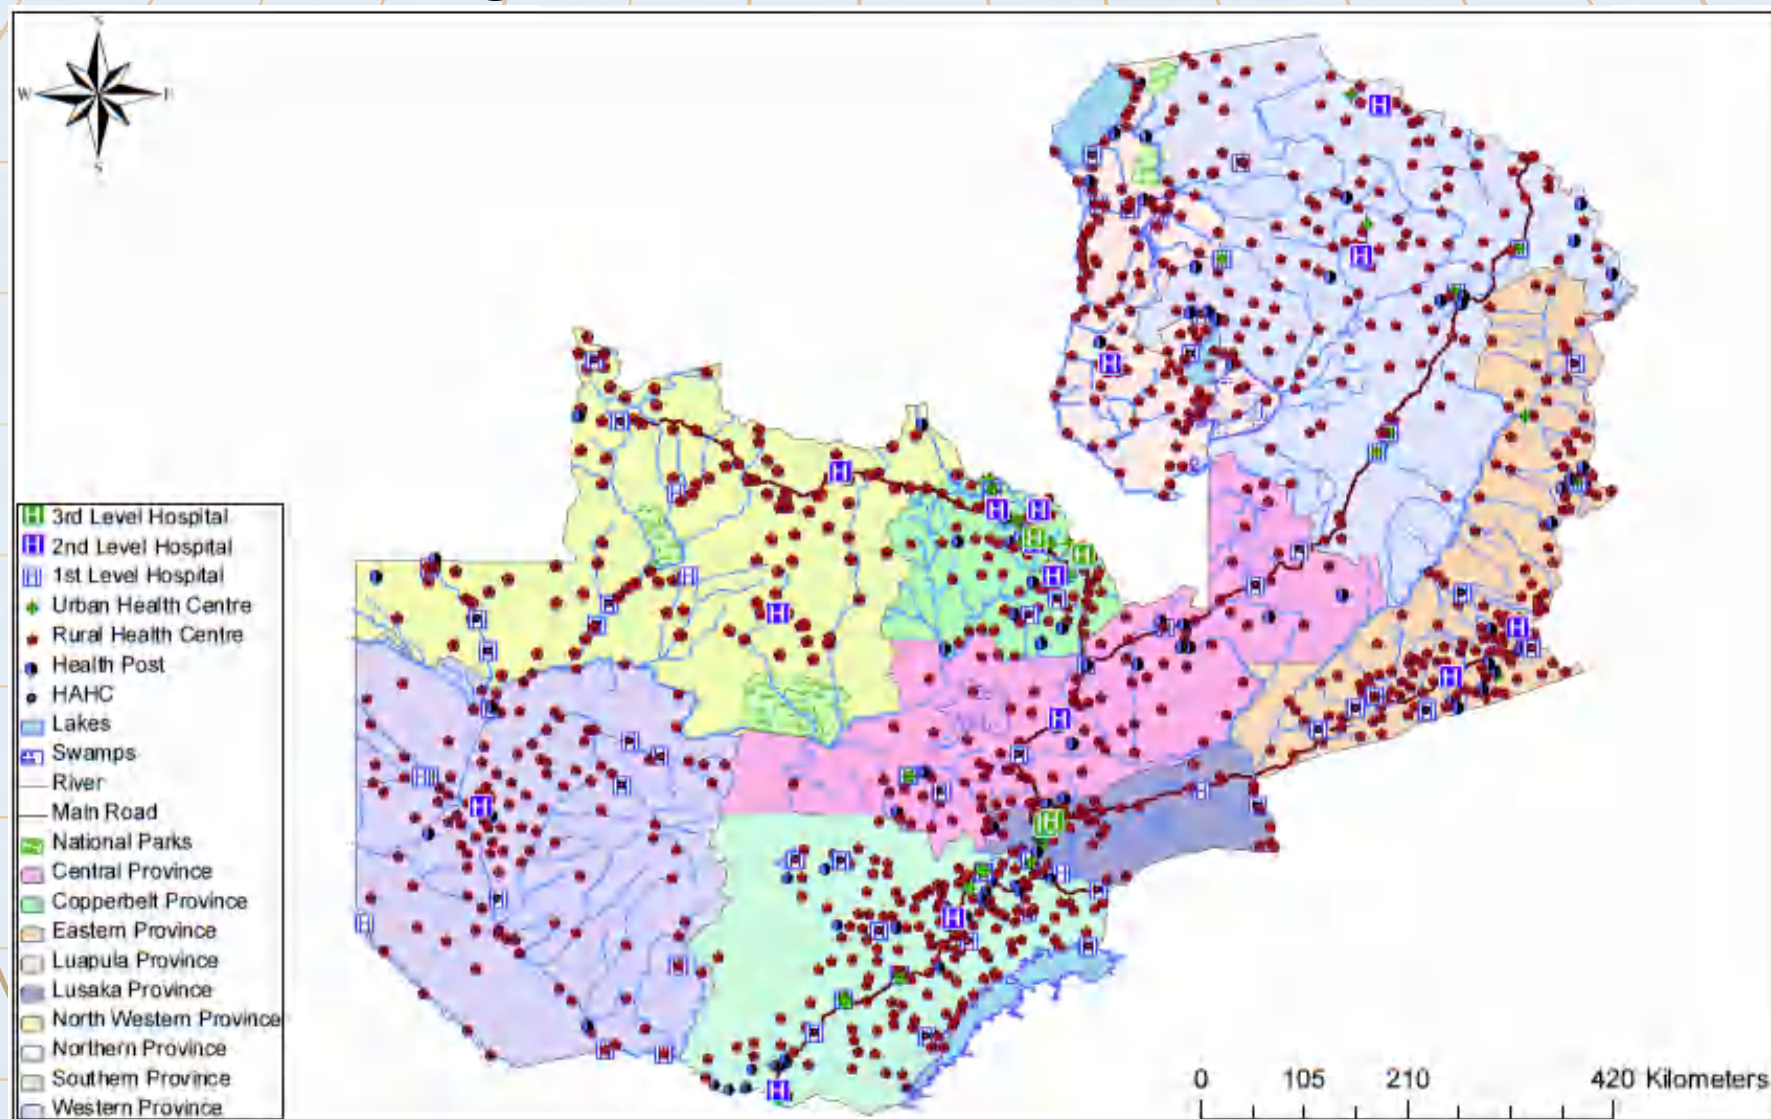 S
W E
S
3rd Level Hospital
2nd Level Hospital
1st Level Hospital
Urban Health Centre
Rural Health Centre
Health Post
HAHC
Lakes
Swamps
River
Main Road
National Parks
Central Province
Copperbelt Province
Eastern Province
Luapula Province
Lusaka Province
North Western Province
Northern Province
Southern Province
Western Province
0 105 210 420 Kilometers